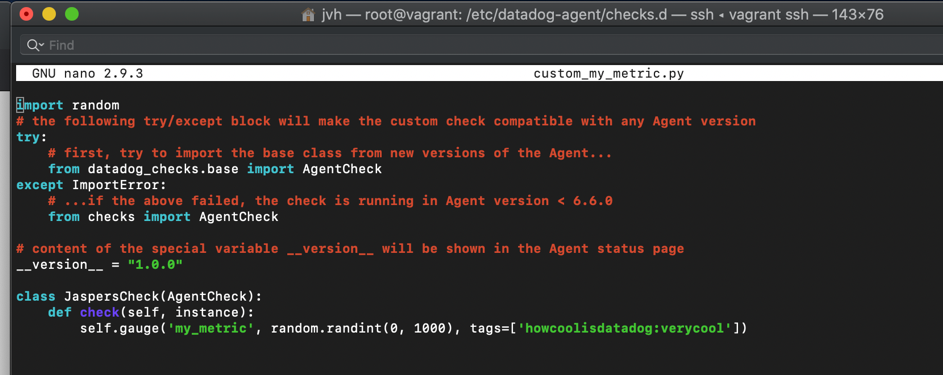 jvh — root@vagrant: /etc/datadog-agent/checks.d — ssh ◂ vagrant ssh — 143×76
Find
GNU nano 2.9.3 custom_my_metric.py
import random
# the following try/except block will make the custom check compatible with any Agent version
try:
    # first, try to import the base class from new versions of the Agent...
    from datadog_checks.base import AgentCheck
except ImportError:
    # ...if the above failed, the check is running in Agent version < 6.6.0
    from checks import AgentCheck
# content of the special variable __version__ will be shown in the Agent status page
__version__ = "1.0.0"
class JaspersCheck(AgentCheck):
    def check(self, instance):
        self.gauge('my_metric', random.randint(0, 1000), tags=['howcoolisdatadog:verycool'])